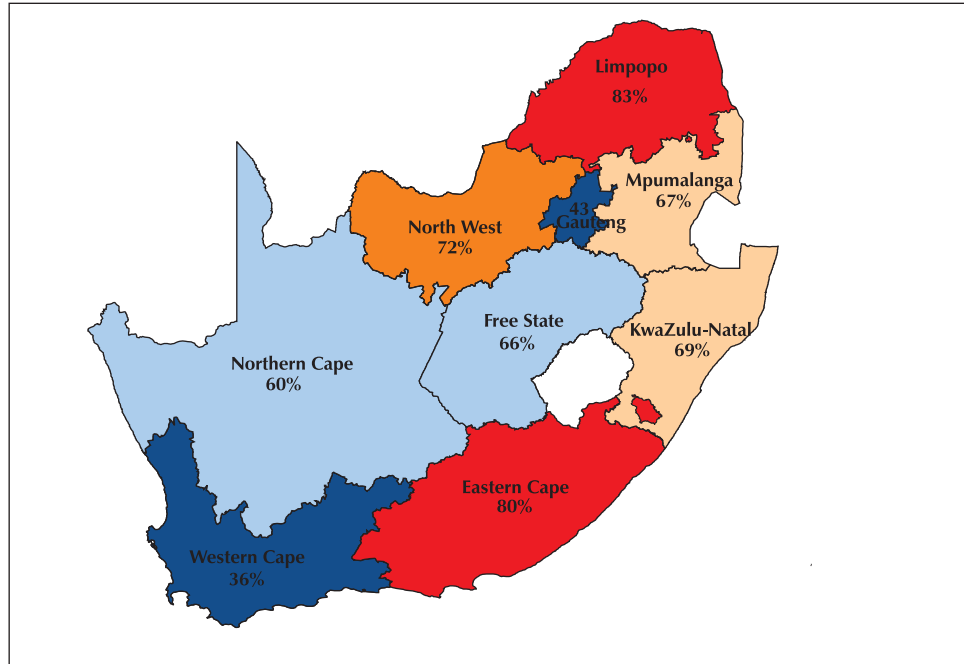 Limpopo
83%
Mpumalanga
67%
43
Gauteng
North West
72%
Free State
66%
KwaZulu-Natal
69%
Northern Cape
60%
Eastern Cape
80%
Western Cape
36%